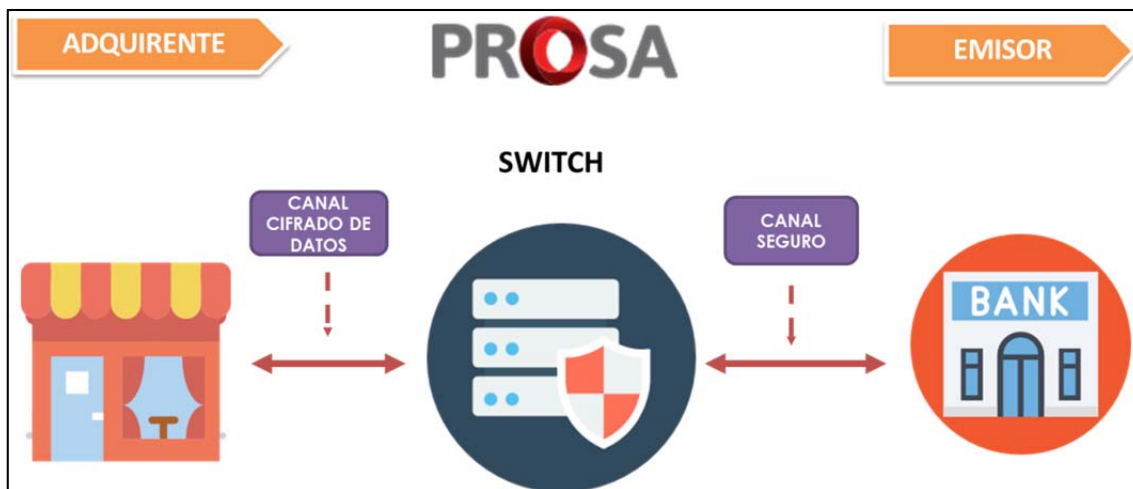 ADQUIRENTE
PROSA
EMISOR
SWITCH
CANAL
CIFRADO DE
DATOS
CANAL
SEGURO
BANK